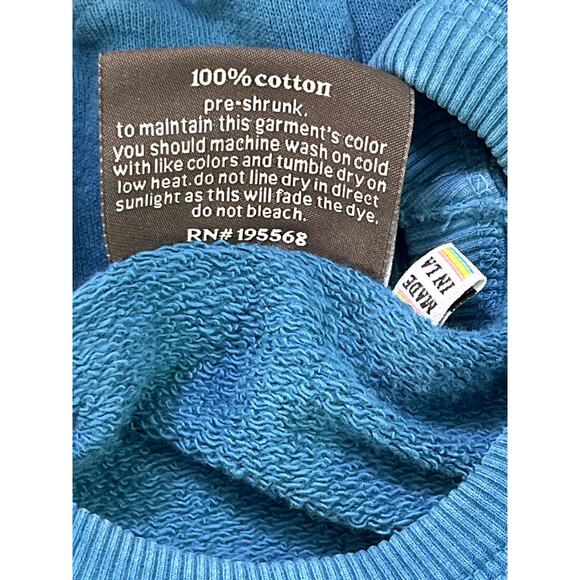 100% cotton
pre-shrunk.
to maintain this garment's color
you should machine wash on cold
with like colors and tumble dry on
low heat. do not line dry in direct
sunlight as this will fade the dye.
do not bleach.
RN# 195568
MADE
IN LA